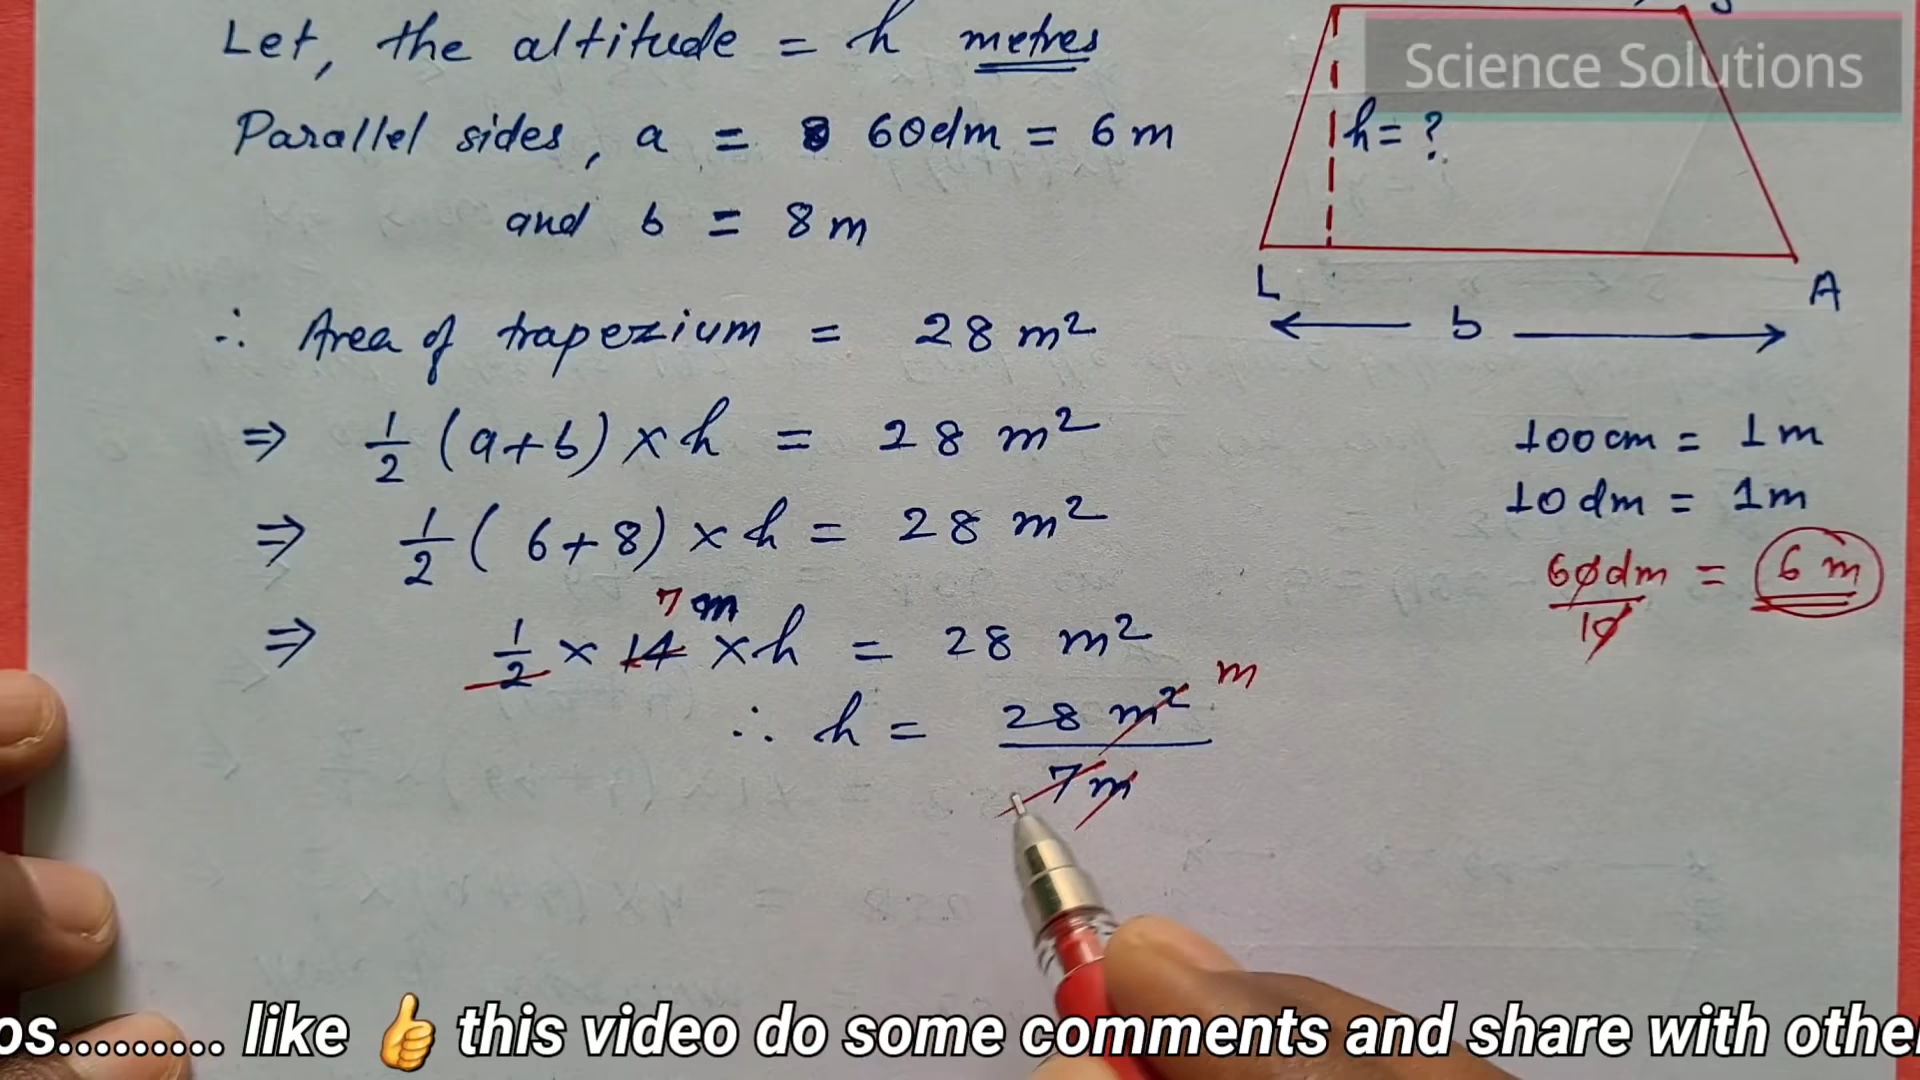 Let, the altitude = h metres
Parallel sides, a = 60dm = 6 m
and b = 8 m
∴ Area of trapezium = 28 m²
⇒ 1/2 (a+b) × h = 28 m²
⇒ 1/2 (6+8) × h = 28 m²
7 m
⇒ 1/2 × 14 × h = 28 m²
m
∴ h = 28 m² / 7 m
Science Solutions
h = ?
L A
b
100 cm = 1 m
10 dm = 1 m
60dm / 10 = 6 m
os......... like 👍 this video do some comments and share with othe